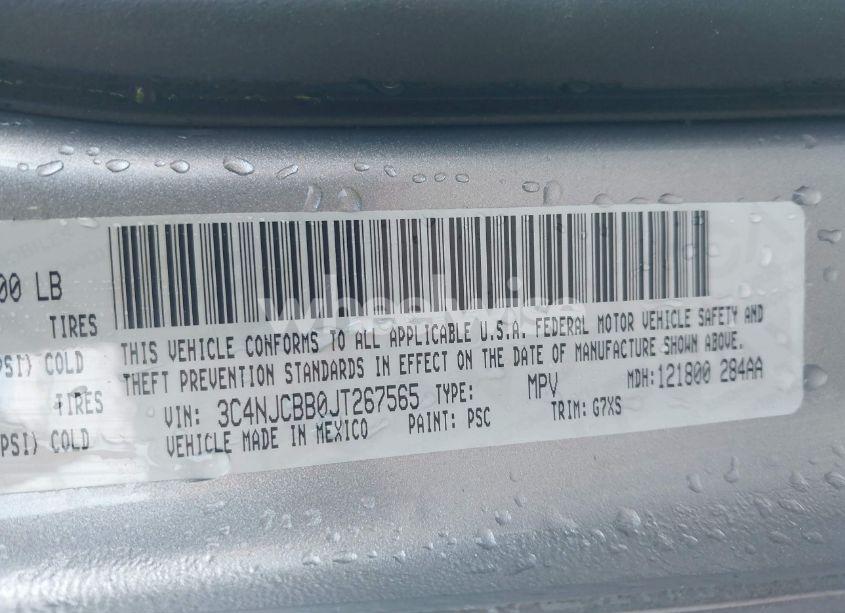 00 LB
TIRES
PSI) COLD
TIRES
PSI) COLD
wheelwise
THIS VEHICLE CONFORMS TO ALL APPLICABLE U.S.A. FEDERAL MOTOR VEHICLE SAFETY AND
THEFT PREVENTION STANDARDS IN EFFECT ON THE DATE OF MANUFACTURE SHOWN ABOVE.
VIN: 3C4NJCBB0JT267565 TYPE: MPV MDH: 121800 284AA
VEHICLE MADE IN MEXICO PAINT: PSC TRIM: G7XS